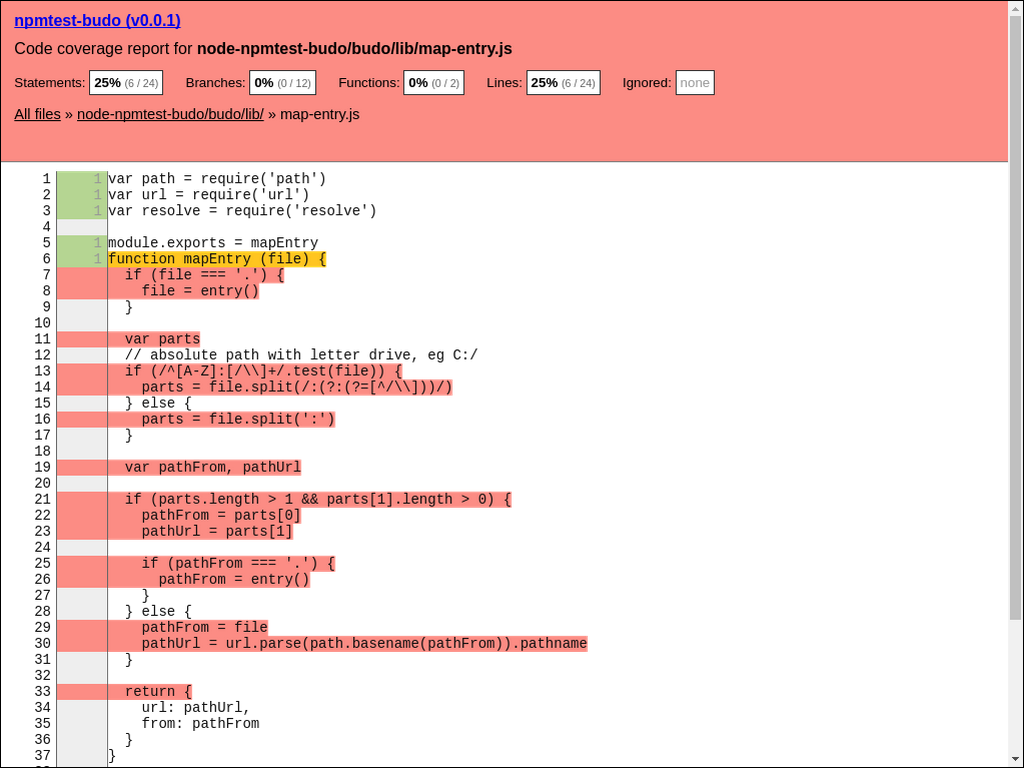 npmtest-budo (v0.0.1)
Code coverage report for node-npmtest-budo/budo/lib/map-entry.js
Statements: 25% (6 / 24) Branches: 0% (0 / 12) Functions: 0% (0 / 2) Lines: 25% (6 / 24) Ignored: none
All files » node-npmtest-budo/budo/lib/ » map-entry.js
1 1 var path = require('path')
2 1 var url = require('url')
3 1 var resolve = require('resolve')
4
5 1 module.exports = mapEntry
6 1 function mapEntry (file) {
7   if (file === '.') {
8     file = entry()
9   }
10
11   var parts
12   // absolute path with letter drive, eg C:/
13   if (/^[A-Z]:[/\\]+/.test(file)) {
14     parts = file.split(/:(?:(?=[^/\\]))/)
15   } else {
16     parts = file.split(':')
17   }
18
19   var pathFrom, pathUrl
20
21   if (parts.length > 1 && parts[1].length > 0) {
22     pathFrom = parts[0]
23     pathUrl = parts[1]
24
25     if (pathFrom === '.') {
26       pathFrom = entry()
27     }
28   } else {
29     pathFrom = file
30     pathUrl = url.parse(path.basename(pathFrom)).pathname
31   }
32
33   return {
34     url: pathUrl,
35     from: pathFrom
36   }
37 }